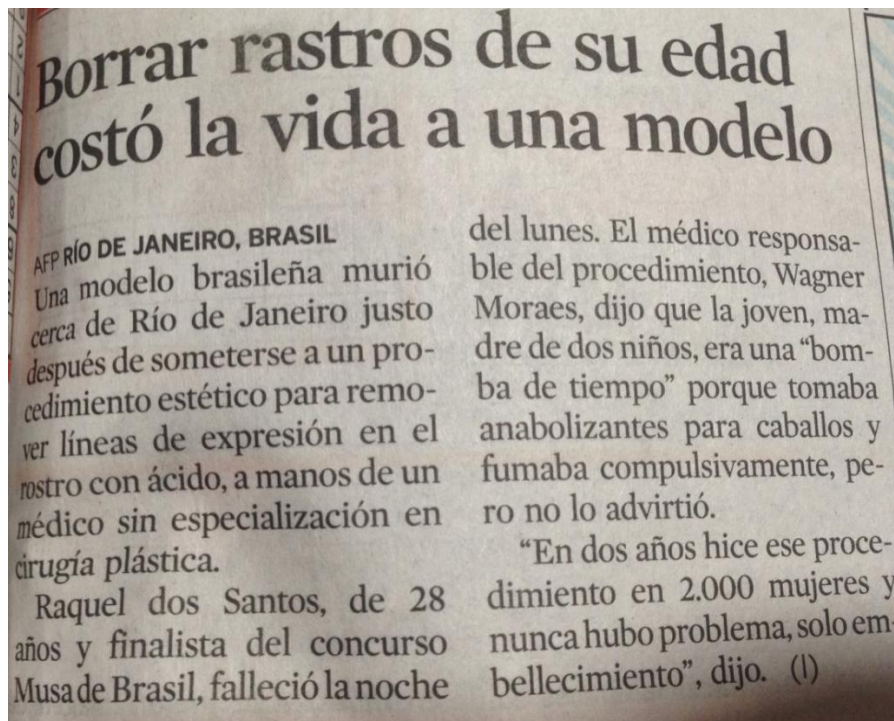 Borrar rastros de su edad
costó la vida a una modelo
AFP RÍO DE JANEIRO, BRASIL
Una modelo brasileña murió
cerca de Río de Janeiro justo
después de someterse a un pro-
cedimiento estético para remo-
ver líneas de expresión en el
rostro con ácido, a manos de un
médico sin especialización en
cirugía plástica.
Raquel dos Santos, de 28
años y finalista del concurso
Musa de Brasil, falleció la noche
del lunes. El médico responsa-
ble del procedimiento, Wagner
Moraes, dijo que la joven, ma-
dre de dos niños, era una “bom-
ba de tiempo” porque tomaba
anabolizantes para caballos y
fumaba compulsivamente, pe-
ro no lo advirtió.
“En dos años hice ese proce-
dimiento en 2.000 mujeres y
nunca hubo problema, solo em-
bellecimiento”, dijo. (I)